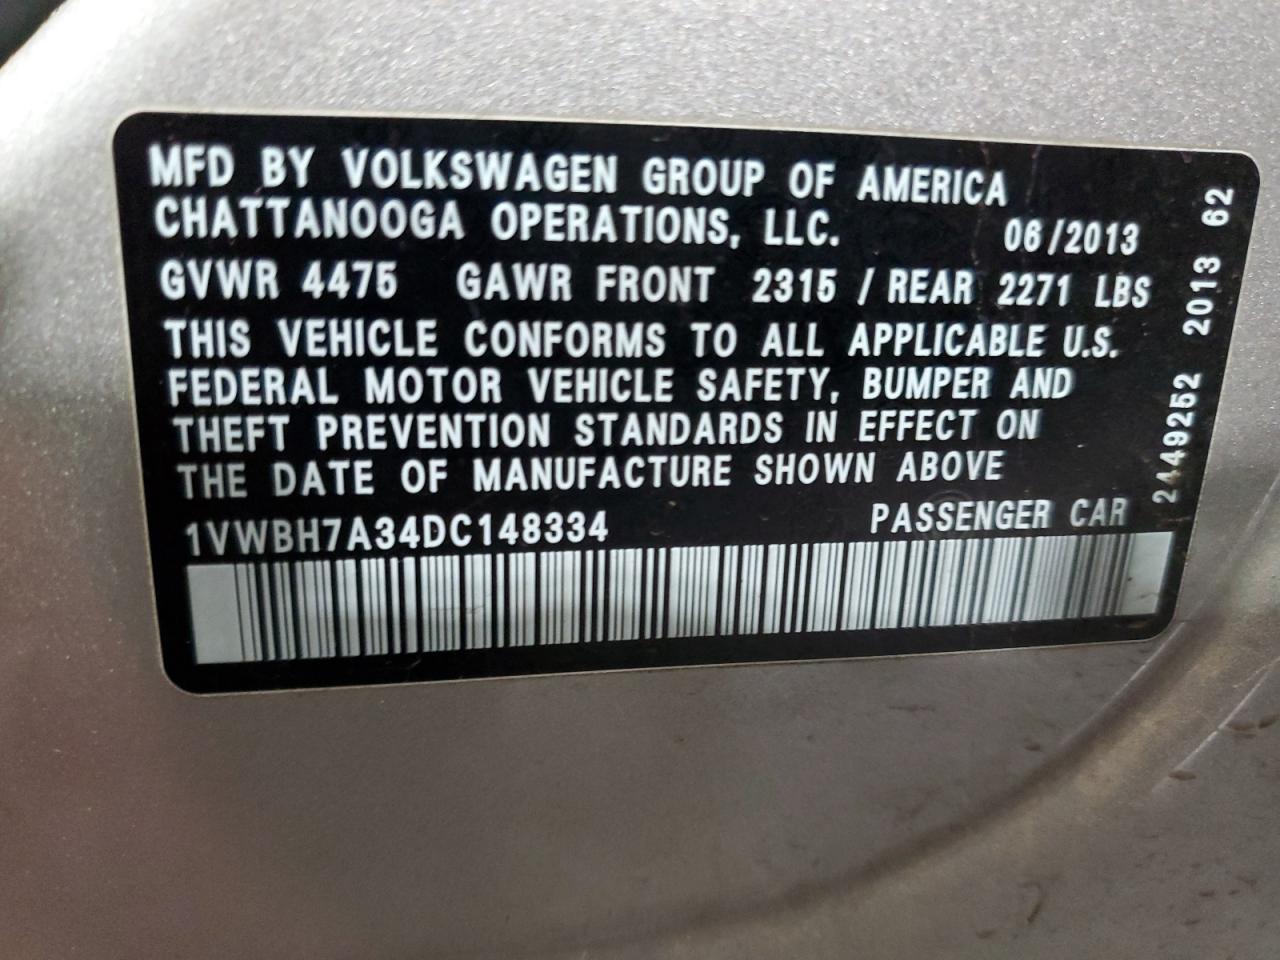 MFD BY VOLKSWAGEN GROUP OF AMERICA
CHATTANOOGA OPERATIONS, LLC. 06/2013
GVWR 4475 GAWR FRONT 2315 / REAR 2271 LBS
THIS VEHICLE CONFORMS TO ALL APPLICABLE U.S.
FEDERAL MOTOR VEHICLE SAFETY, BUMPER AND
THEFT PREVENTION STANDARDS IN EFFECT ON
THE DATE OF MANUFACTURE SHOWN ABOVE
1VWBH7A34DC148334 PASSENGER CAR
2449252 2013 62